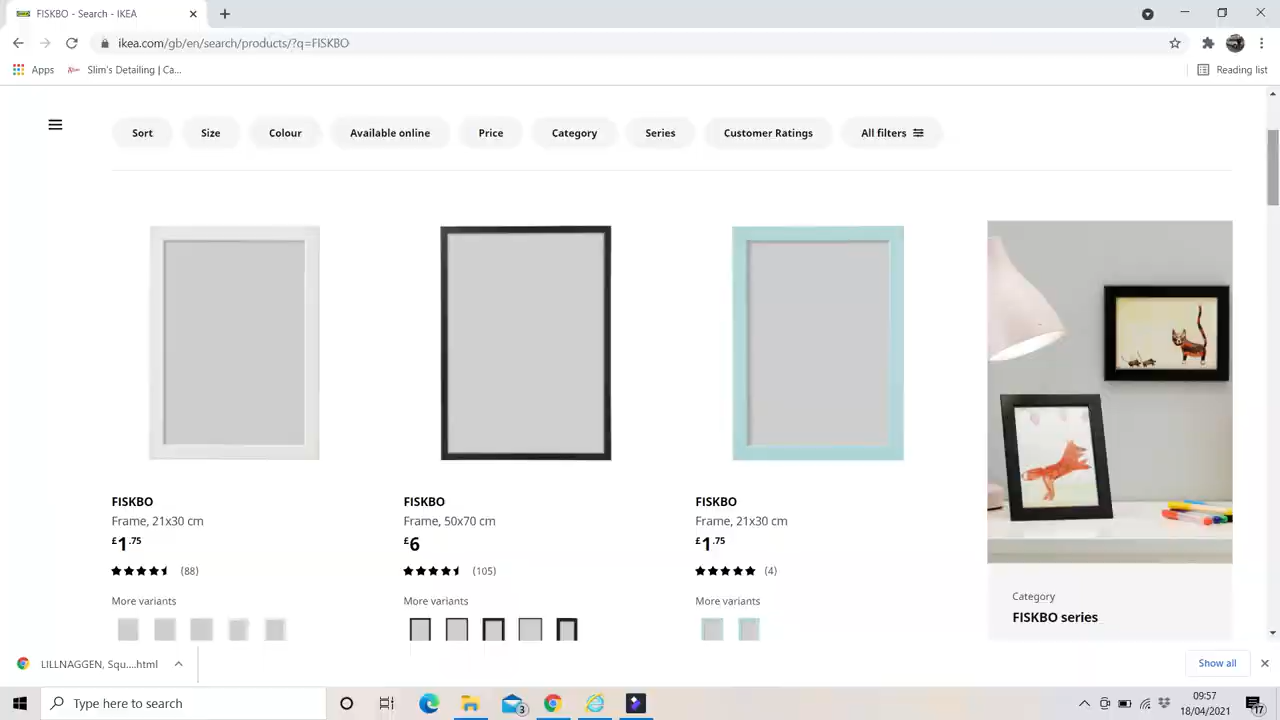 FISKBO - Search - IKEA
ikea.com/gb/en/search/products/?q=FISKBO
Apps
Slim's Detailing | Ca...
Reading list
Sort
Size
Colour
Available online
Price
Category
Series
Customer Ratings
All filters
FISKBO
Frame, 21x30 cm
£1.75
(88)
More variants
FISKBO
Frame, 50x70 cm
£6
(105)
More variants
FISKBO
Frame, 21x30 cm
£1.75
(4)
More variants
Category
FISKBO series
LILLNAGGEN, Squ....html
Show all
Type here to search
3
09:57
18/04/2021
17